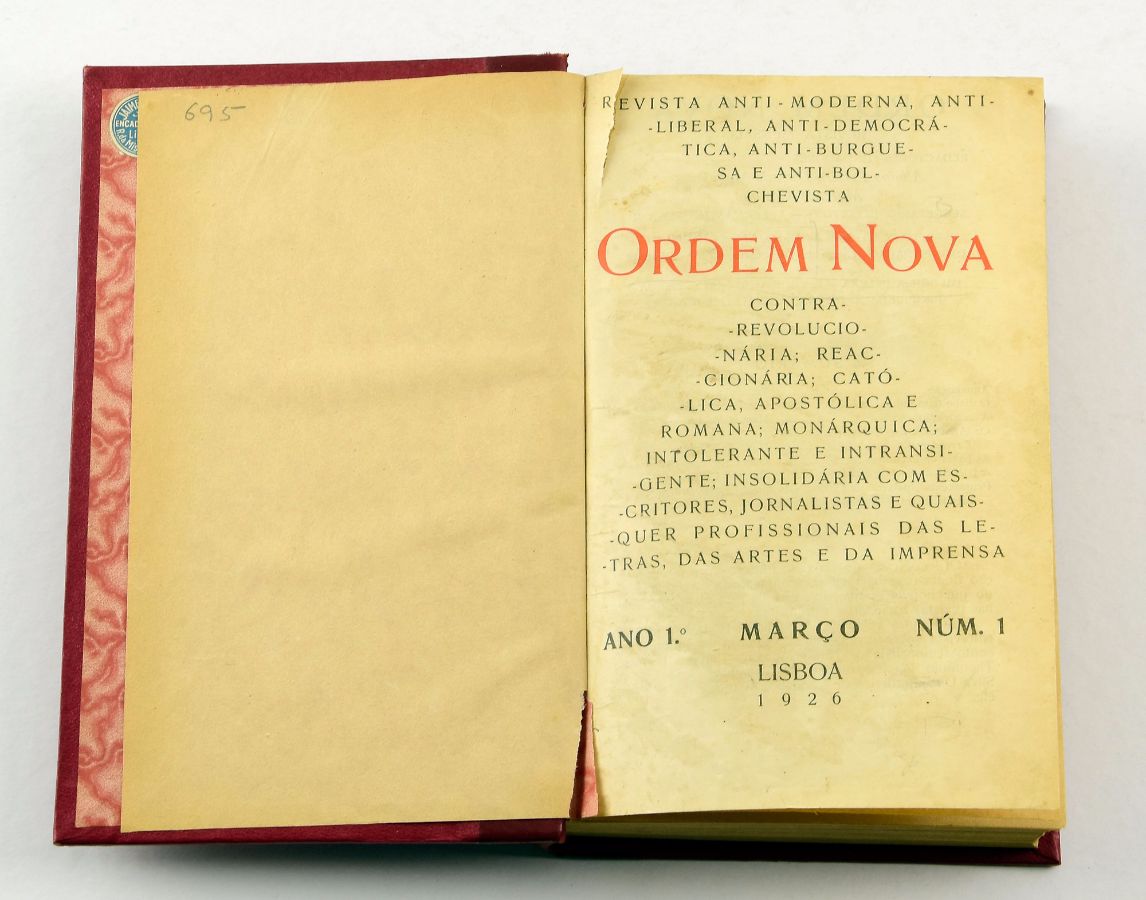 695
REVISTA ANTI-MODERNA, ANTI-
-LIBERAL, ANTI-DEMOCRÁ-
TICA, ANTI-BURGUE-
SA E ANTI-BOL-
CHEVISTA
ORDEM NOVA
CONTRA-
-REVOLUCIO-
-NÁRIA; REAC-
-CIONÁRIA; CATÓ-
-LICA, APOSTÓLICA E
ROMANA; MONÁRQUICA;
INTOLERANTE E INTRANSI-
-GENTE; INSOLIDÁRIA COM ES-
-CRITORES, JORNALISTAS E QUAIS-
-QUER PROFISSIONAIS DAS LE-
-TRAS, DAS ARTES E DA IMPRENSA
ANO 1.º MARÇO NÚM. 1
LISBOA
1926